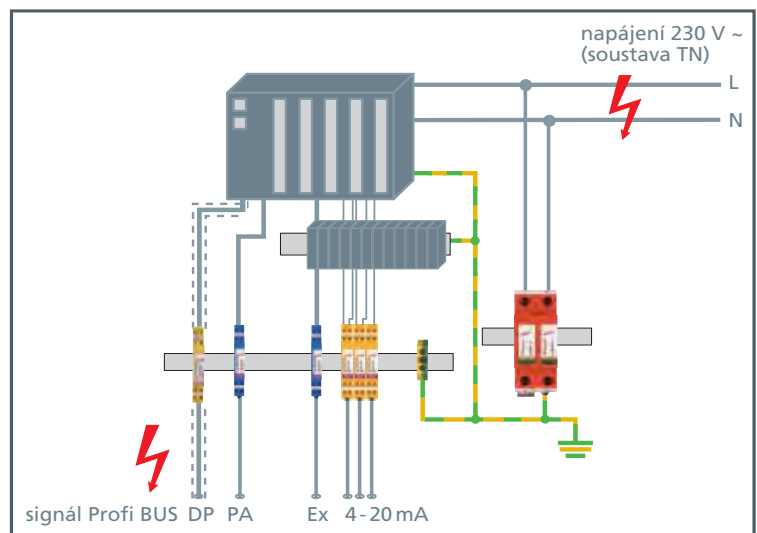 napájení 230 V ~
(soustava TN)
L
N
signál Profi BUS DP PA Ex 4-20 mA